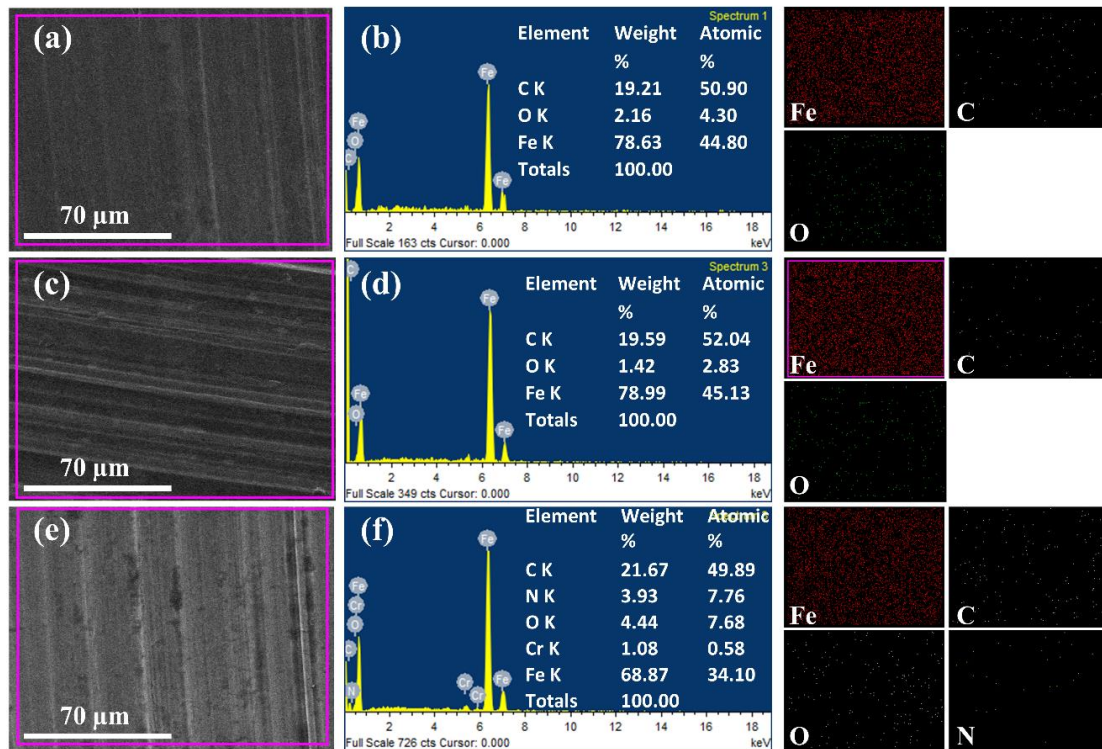 (a)
70 µm
(b)
Spectrum 1
Element Weight Atomic
% %
C K 19.21 50.90
O K 2.16 4.30
Fe K 78.63 44.80
Totals 100.00
Fe
O
C
Fe
Fe
2 4 6 8 10 12 14 16 18
Full Scale 163 cts Cursor: 0.000 keV
Fe
C
O
(c)
70 µm
(d)
Spectrum 3
Element Weight Atomic
% %
C K 19.59 52.04
O K 1.42 2.83
Fe K 78.99 45.13
Totals 100.00
C
Fe
O
Fe
Fe
2 4 6 8 10 12 14 16 18
Full Scale 349 cts Cursor: 0.000 keV
Fe
C
O
(e)
70 µm
(f)
Element Weight Atomic
% %
C K 21.67 49.89
N K 3.93 7.76
O K 4.44 7.68
Cr K 1.08 0.58
Fe K 68.87 34.10
Totals 100.00
Fe
Cr
O
C
N
Cr
Cr
Fe
Fe
2 4 6 8 10 12 14 16 18
Full Scale 726 cts Cursor: 0.000 keV
Fe
C
O
N